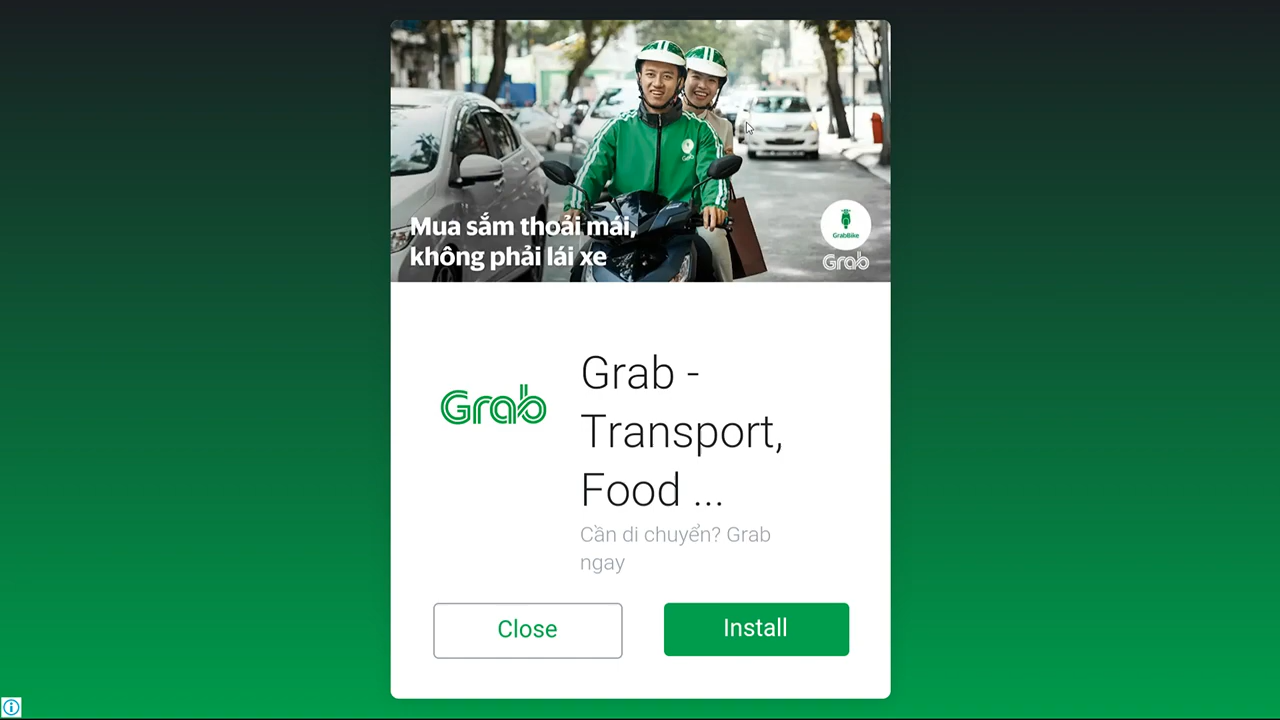 Mua sắm thoải mái,
không phải lái xe
GrabBike
Grab
Grab
Grab -
Transport,
Food ...
Cần di chuyển? Grab
ngay
Close
Install